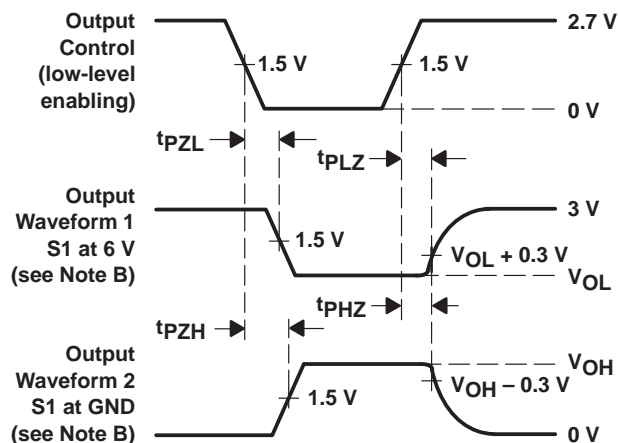 Output
Control
(low-level
enabling)
1.5 V
1.5 V
2.7 V
0 V
tPZL
tPLZ
Output
Waveform 1
S1 at 6 V
(see Note B)
1.5 V
3 V
VOL + 0.3 V
VOL
tPHZ
tPZH
Output
Waveform 2
S1 at GND
(see Note B)
1.5 V
VOH
VOH – 0.3 V
0 V